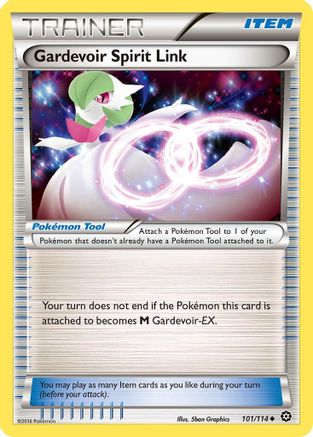 TRAINER ITEM
Gardevoir Spirit Link
Pokémon Tool
Attach a Pokémon Tool to 1 of your
Pokémon that doesn't already have a Pokémon Tool attached to it.
Your turn does not end if the Pokémon this card is
attached to becomes M Gardevoir-EX.
You may play as many Item cards as you like during your turn
(before your attack).
©2016 Pokémon
Illus. 5ban Graphics
101/114